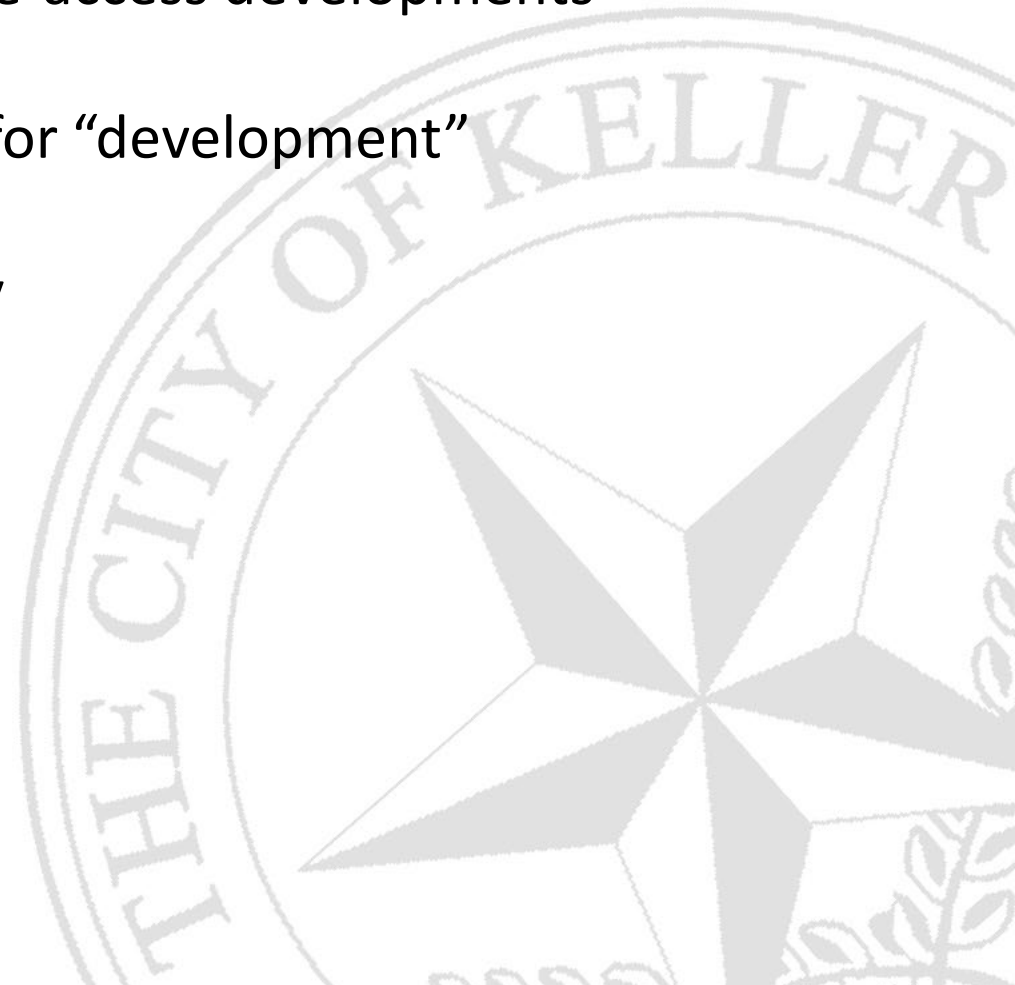 access developments
for “development”
THE CITY OF KELLER